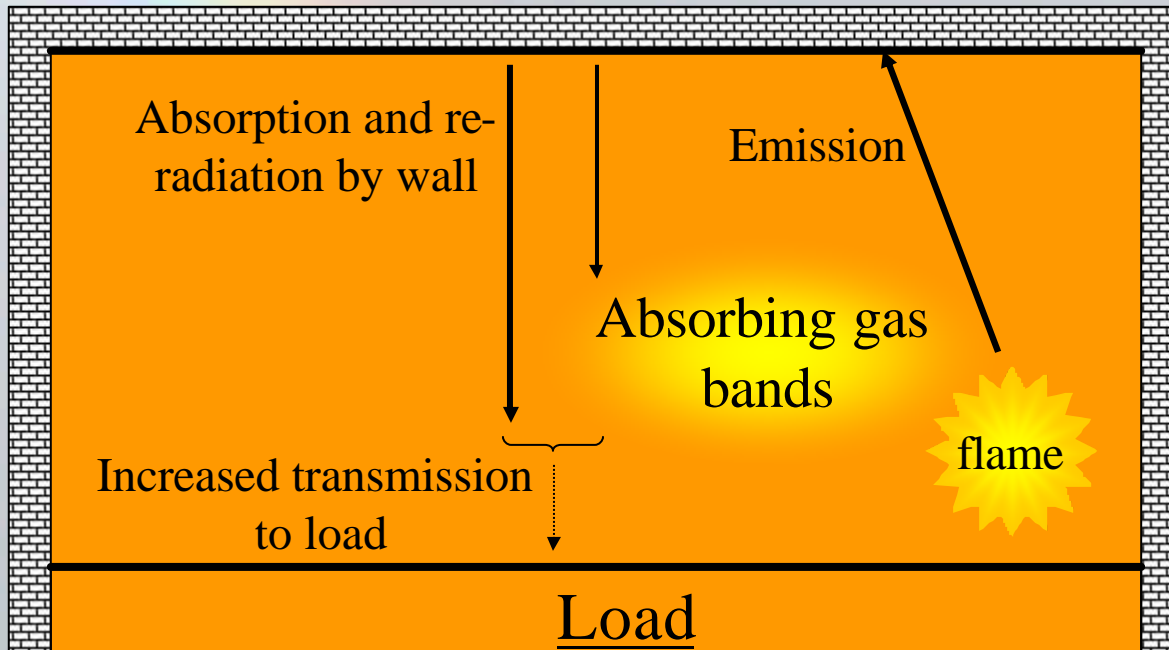 Absorption and re-
radiation by wall
Emission
Absorbing gas
bands
flame
Increased transmission
to load
Load